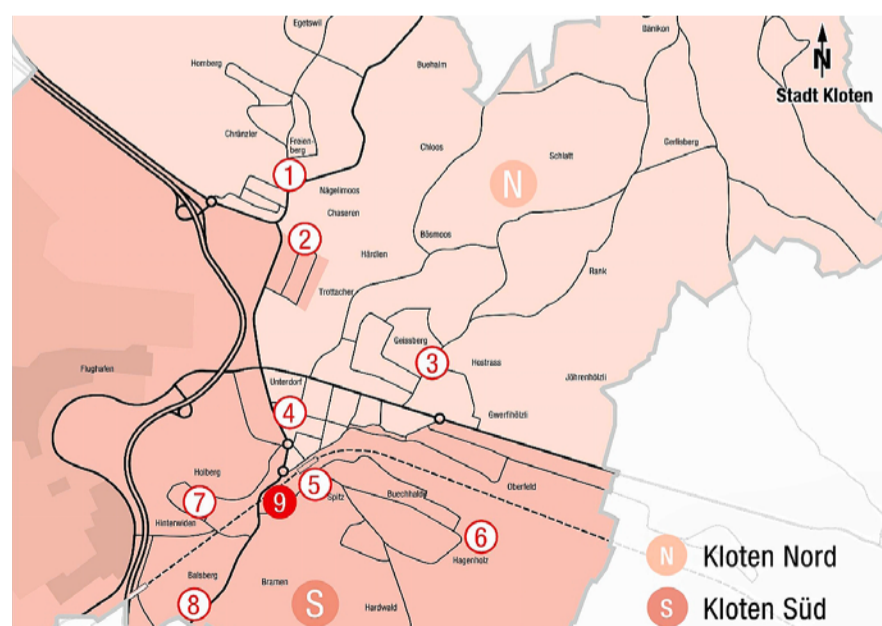 Egetswil
Bänikon
N
Stadt Kloten
Homberg
Buehalm
Chränzler
Freien-
berg
Chloos
Schlatt
Gerlisberg
1
N
Nägelimoos
Chaseren
2
Bösmoos
Härdlen
Rank
Trottacher
Geissberg
3
Hostrass
Flughafen
Jöhrenhölzli
Unterdorf
4
Gwerfihölzli
Holberg
5
Oberfeld
7
9
Spitz
Buechhalde
Hinterwiden
6
Hagenholz
N Kloten Nord
Balsberg
Bramen
8
S
Hardwald
S Kloten Süd